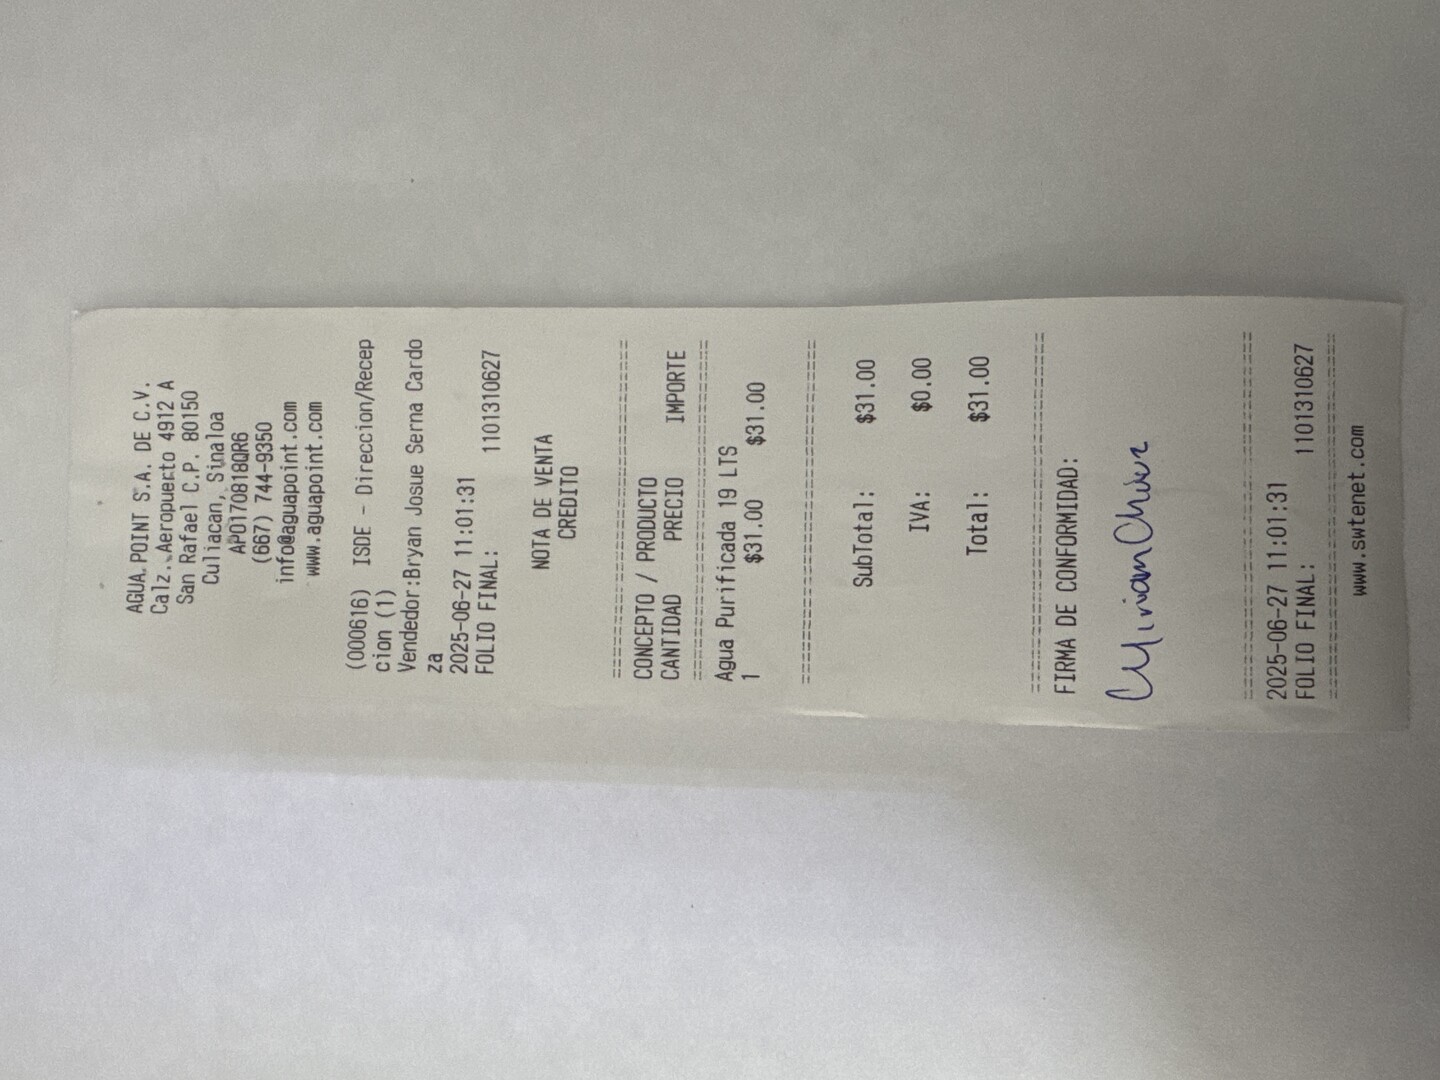 AGUA POINT S.A. DE C.V.
Calz. Aeropuerto 4912 A
San Rafael C.P. 80150
Culiacan, Sinaloa
APO170818QR6
(667) 744-9350
info@aguapoint.com
www.aguapoint.com
(000616) ISDE - Direccion/Recep
cion (1)
Vendedor:Bryan Josue Serna Cardo
za
2025-06-27 11:01:31
FOLIO FINAL: 1101310627
NOTA DE VENTA
CREDITO
================================
CONCEPTO / PRODUCTO
CANTIDAD PRECIO IMPORTE
================================
Agua Purificada 19 LTS
1 $31.00 $31.00
================================
SubTotal: $31.00
IVA: $0.00
Total: $31.00
================================
FIRMA DE CONFORMIDAD:
Miriam
================================
2025-06-27 11:01:31
FOLIO FINAL: 1101310627
================================
www.swtenet.com